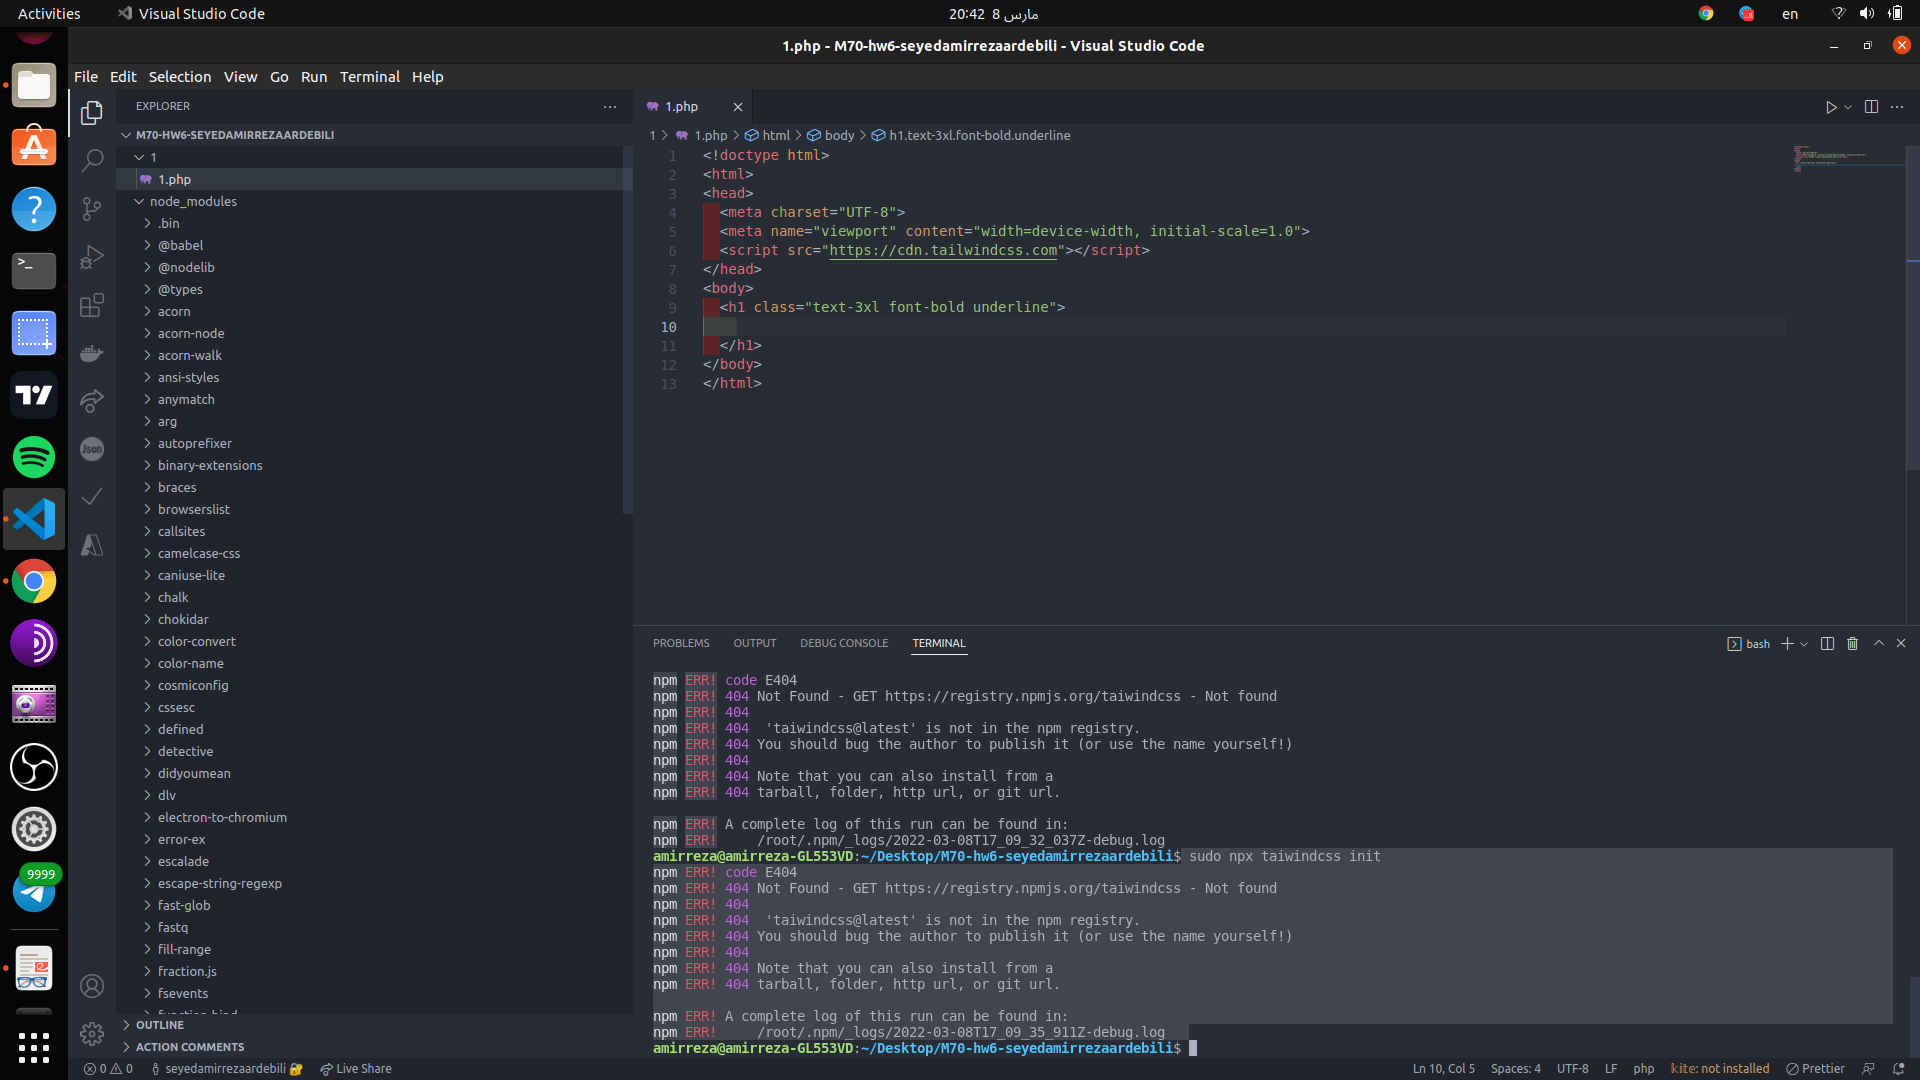 Activities
Visual Studio Code
20:42 8 مارس
en
1.php - M70-hw6-seyedamirrezaardebili - Visual Studio Code
File Edit Selection View Go Run Terminal Help
EXPLORER
M70-HW6-SEYEDAMIRREZAARDEBILI
1
1.php
node_modules
.bin
@babel
@nodelib
@types
acorn
acorn-node
acorn-walk
ansi-styles
anymatch
arg
autoprefixer
binary-extensions
braces
browserslist
callsites
camelcase-css
caniuse-lite
chalk
chokidar
color-convert
color-name
cosmiconfig
cssesc
defined
detective
didyoumean
dlv
electron-to-chromium
error-ex
escalade
escape-string-regexp
fast-glob
fastq
fill-range
fraction.js
fsevents
OUTLINE
ACTION COMMENTS
Json
9999
1.php
1 > 1.php > html > body > h1.text-3xl.font-bold.underline
1 <!doctype html>
2 <html>
3 <head>
4 <meta charset="UTF-8">
5 <meta name="viewport" content="width=device-width, initial-scale=1.0">
6 <script src="https://cdn.tailwindcss.com"></script>
7 </head>
8 <body>
9 <h1 class="text-3xl font-bold underline">
10
11 </h1>
12 </body>
13 </html>
PROBLEMS OUTPUT DEBUG CONSOLE TERMINAL
bash
npm ERR! code E404
npm ERR! 404 Not Found - GET https://registry.npmjs.org/taiwindcss - Not found
npm ERR! 404
npm ERR! 404  'taiwindcss@latest' is not in the npm registry.
npm ERR! 404 You should bug the author to publish it (or use the name yourself!)
npm ERR! 404
npm ERR! 404 Note that you can also install from a
npm ERR! 404 tarball, folder, http url, or git url.
npm ERR! A complete log of this run can be found in:
npm ERR!     /root/.npm/_logs/2022-03-08T17_09_32_037Z-debug.log
amirreza@amirreza-GL553VD:~/Desktop/M70-hw6-seyedamirrezaardebili$ sudo npx taiwindcss init
npm ERR! code E404
npm ERR! 404 Not Found - GET https://registry.npmjs.org/taiwindcss - Not found
npm ERR! 404
npm ERR! 404  'taiwindcss@latest' is not in the npm registry.
npm ERR! 404 You should bug the author to publish it (or use the name yourself!)
npm ERR! 404
npm ERR! 404 Note that you can also install from a
npm ERR! 404 tarball, folder, http url, or git url.
npm ERR! A complete log of this run can be found in:
npm ERR!     /root/.npm/_logs/2022-03-08T17_09_35_911Z-debug.log
amirreza@amirreza-GL553VD:~/Desktop/M70-hw6-seyedamirrezaardebili$
0 0 seyedamirrezaardebili Live Share
Ln 10, Col 5 Spaces: 4 UTF-8 LF php kite: not installed Prettier